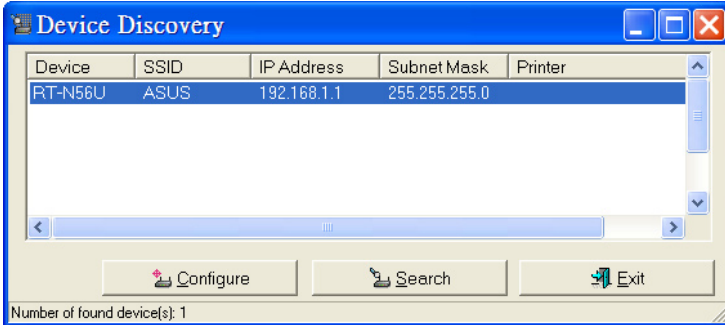 Device Discovery
Device SSID IP Address Subnet Mask Printer
RT-N56U ASUS 192.168.1.1 255.255.255.0
Configure Search Exit
Number of found device(s): 1